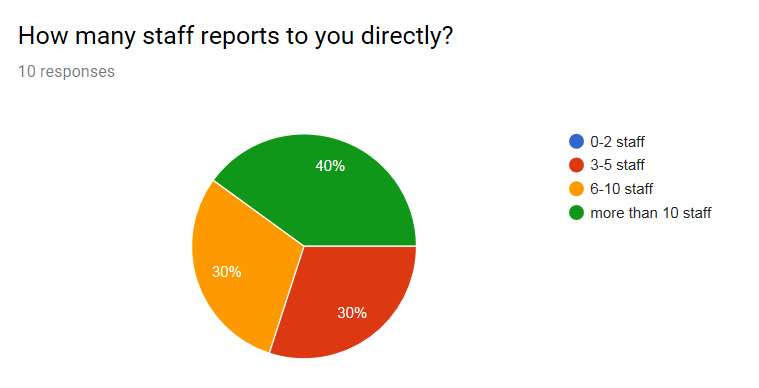 How many staff reports to you directly?
10 responses
40%
30%
30%
0-2 staff
3-5 staff
6-10 staff
more than 10 staff